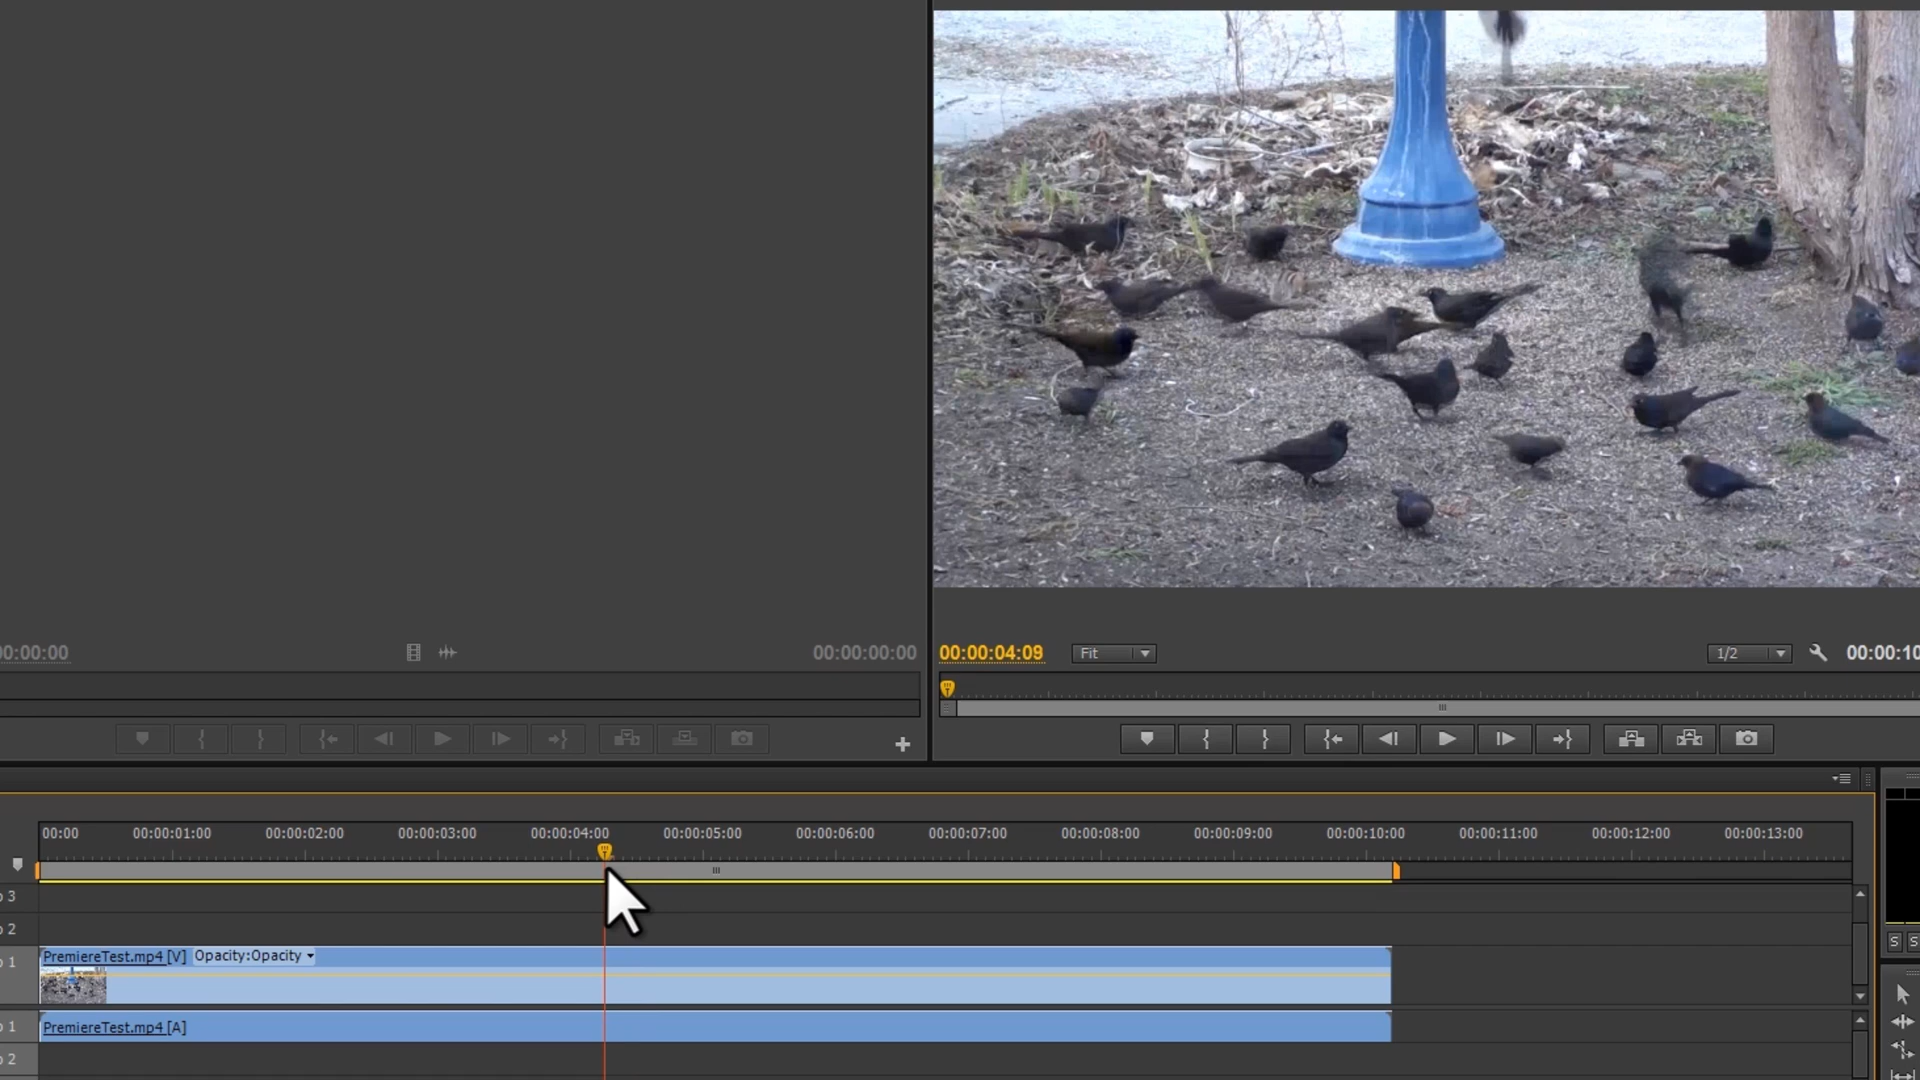 00:00:00
00:00:00:00
00:00:04:09
Fit
1/2
00:00:10
00:00
00:00:01:00
00:00:02:00
00:00:03:00
00:00:04:00
00:00:05:00
00:00:06:00
00:00:07:00
00:00:08:00
00:00:09:00
00:00:10:00
00:00:11:00
00:00:12:00
00:00:13:00
o 3
o 2
o 1
PremiereTest.mp4 [V] Opacity:Opacity
S S
o 1
PremiereTest.mp4 [A]
o 2